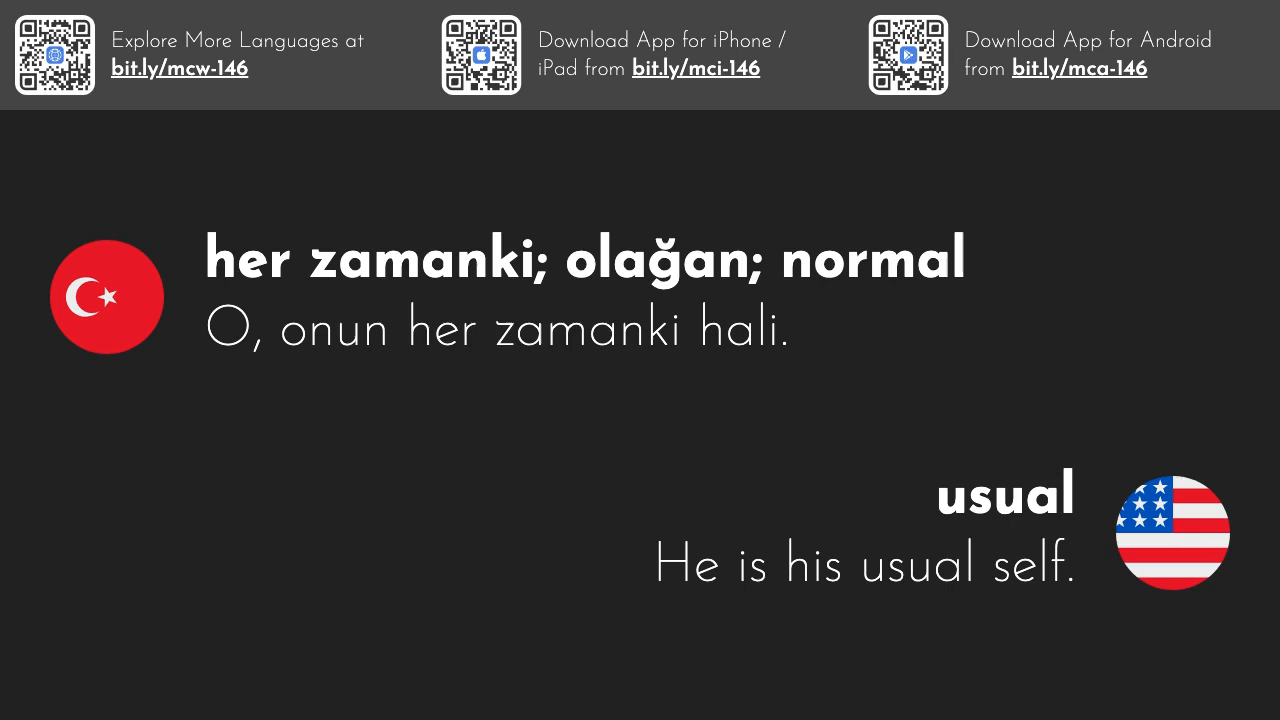 Explore More Languages at
bit.ly/mcw-146
Download App for iPhone /
iPad from bit.ly/mci-146
Download App for Android
from bit.ly/mca-146
her zamanki; olağan; normal
O, onun her zamanki hali.
usual
He is his usual self.